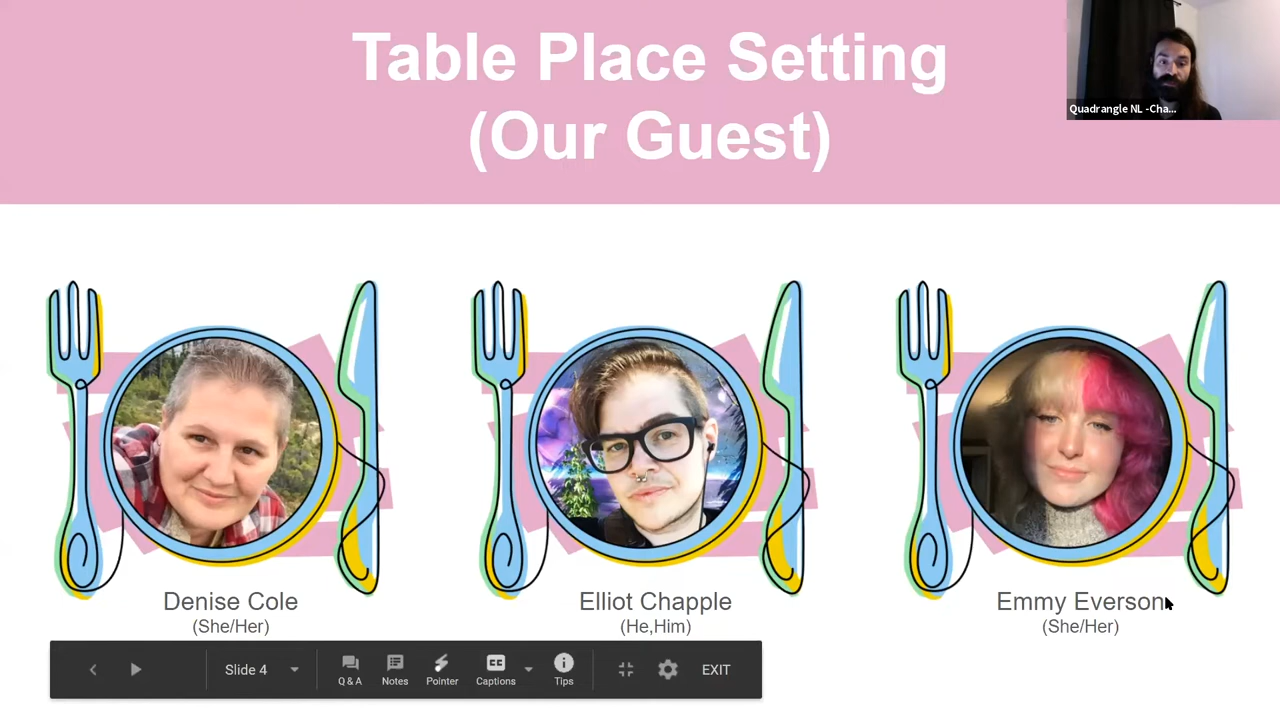 Table Place Setting
(Our Guest)
Quadrangle NL -Cha...
Denise Cole
(She/Her)
Elliot Chapple
(He,Him)
Emmy Everson
(She/Her)
Slide 4
Q & A
Notes
Pointer
CC
Captions
Tips
EXIT